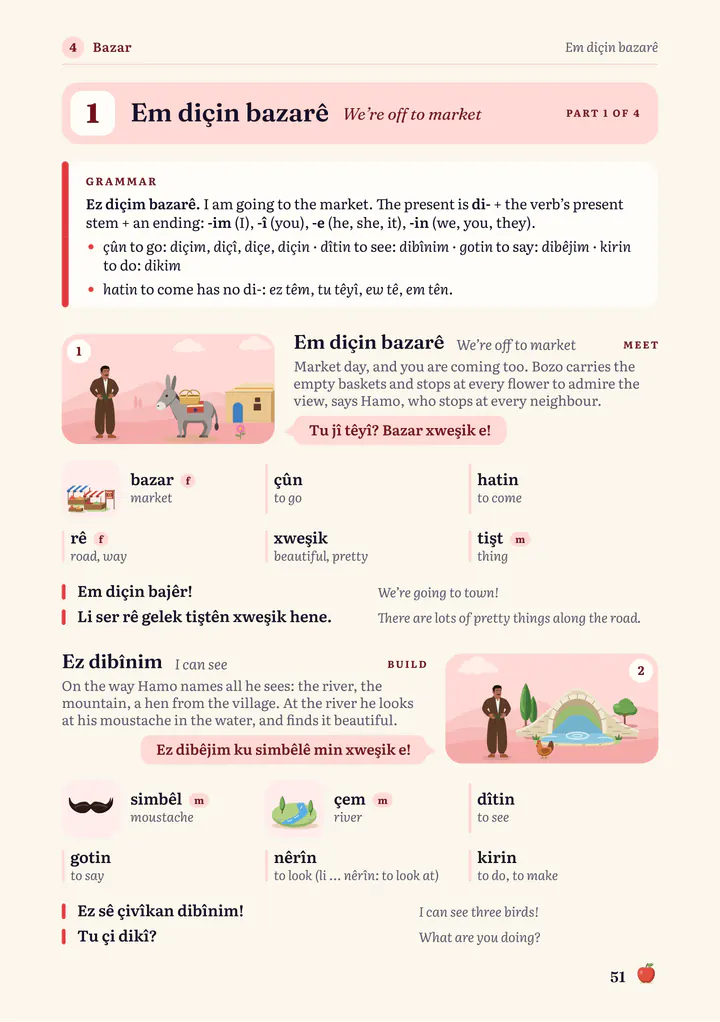 4 Bazar
Em diçin bazarê
1 Em diçin bazarê We're off to market PART 1 OF 4
GRAMMAR
Ez diçim bazarê. I am going to the market. The present is di- + the verb's present
stem + an ending: -im (I), -î (you), -e (he, she, it), -in (we, you, they).
• çûn to go: diçim, diçî, diçe, diçin · dîtin to see: dibînim · gotin to say: dibêjim · kirin
to do: dikim
• hatin to come has no di-: ez têm, tu têyî, ew tê, em tên.
1
Em diçin bazarê We're off to market MEET
Market day, and you are coming too. Bozo carries the
empty baskets and stops at every flower to admire the
view, says Hamo, who stops at every neighbour.
Tu jî têyî? Bazar xweşik e!
bazar f
market
çûn
to go
hatin
to come
rê f
road, way
xweşik
beautiful, pretty
tişt m
thing
Em diçin bajêr! We're going to town!
Li ser rê gelek tiştên xweşik hene. There are lots of pretty things along the road.
Ez dibînim I can see BUILD
On the way Hamo names all he sees: the river, the
mountain, a hen from the village. At the river he looks
at his moustache in the water, and finds it beautiful.
Ez dibêjim ku simbêlê min xweşik e!
2
simbêl m
moustache
çem m
river
dîtin
to see
gotin
to say
nêrîn
to look (li ... nêrîn: to look at)
kirin
to do, to make
Ez sê çivîkan dibînim! I can see three birds!
Tu çi dikî? What are you doing?
51